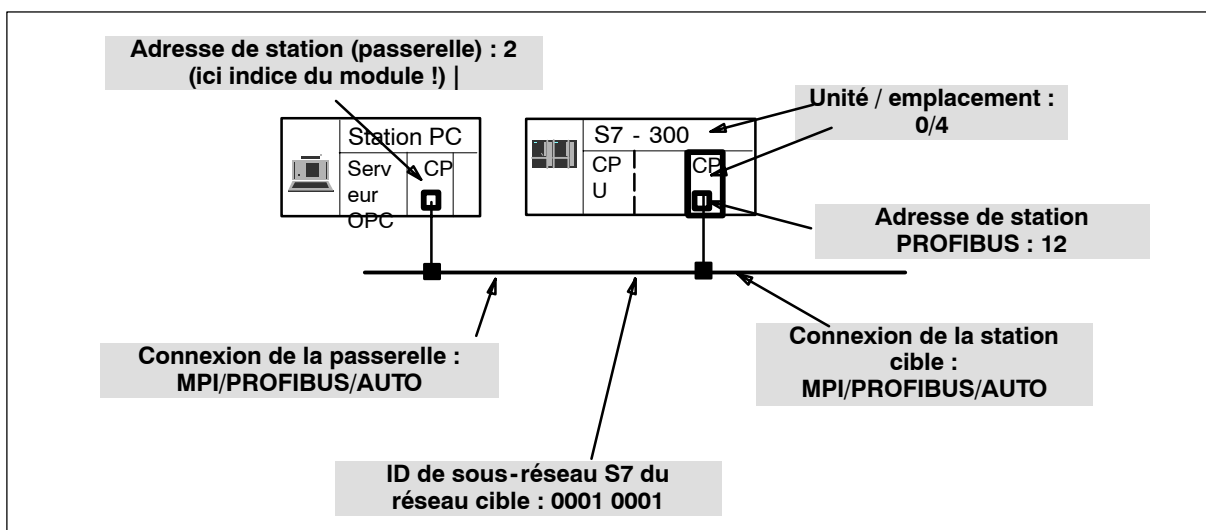 Adresse de station (passerelle) : 2
(ici indice du module !) |
Unité / emplacement :
0/4
Station PC
Serv
eur
OPC
CP
S7 - 300
CP
U
CP
Adresse de station
PROFIBUS : 12
Connexion de la passerelle :
MPI/PROFIBUS/AUTO
Connexion de la station
cible :
MPI/PROFIBUS/AUTO
ID de sous-réseau S7 du
réseau cible : 0001 0001